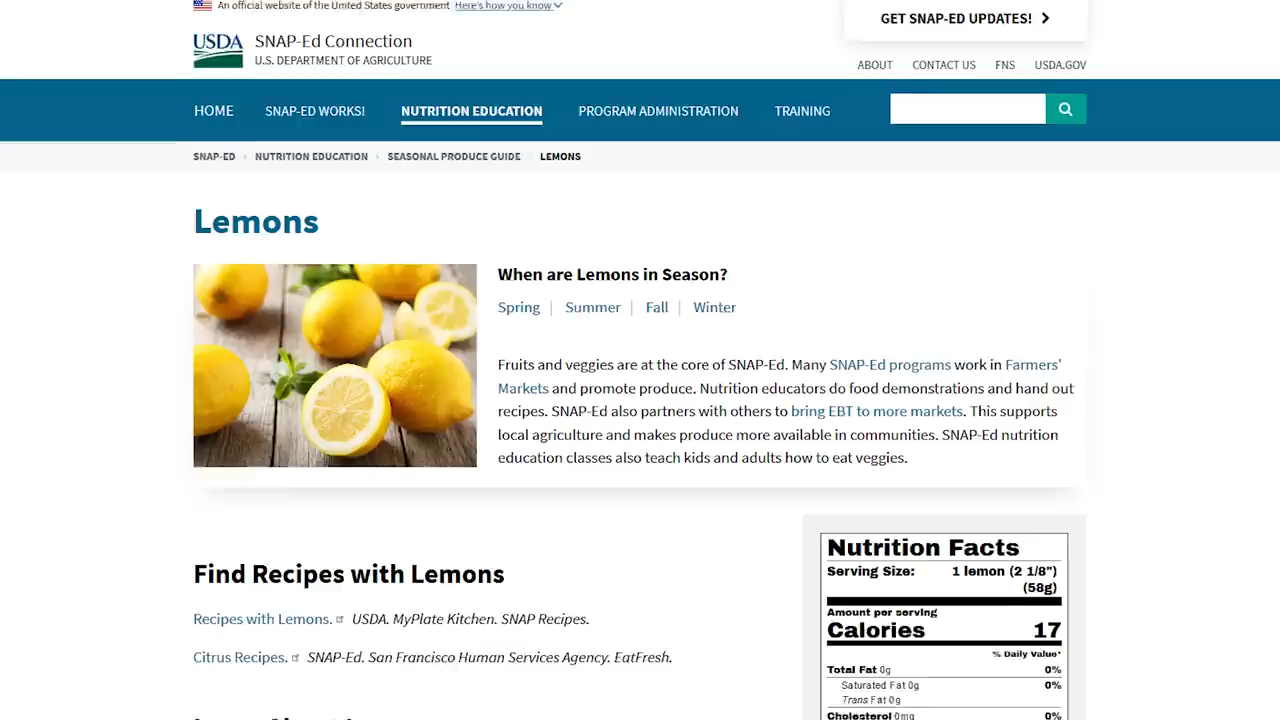 An official website of the United States government Here's how you know
GET SNAP-ED UPDATES!
USDA
SNAP-Ed Connection
U.S. DEPARTMENT OF AGRICULTURE
ABOUT CONTACT US FNS USDA.GOV
HOME SNAP-ED WORKS! NUTRITION EDUCATION PROGRAM ADMINISTRATION TRAINING
SNAP-ED › NUTRITION EDUCATION › SEASONAL PRODUCE GUIDE LEMONS
Lemons
When are Lemons in Season?
Spring | Summer | Fall | Winter
Fruits and veggies are at the core of SNAP-Ed. Many SNAP-Ed programs work in Farmers'
Markets and promote produce. Nutrition educators do food demonstrations and hand out
recipes. SNAP-Ed also partners with others to bring EBT to more markets. This supports
local agriculture and makes produce more available in communities. SNAP-Ed nutrition
education classes also teach kids and adults how to eat veggies.
Find Recipes with Lemons
Recipes with Lemons. USDA. MyPlate Kitchen. SNAP Recipes.
Citrus Recipes. SNAP-Ed. San Francisco Human Services Agency. EatFresh.
Nutrition Facts
Serving Size: 1 lemon (2 1/8")
(58g)
Amount per serving
Calories 17
% Daily Value*
Total Fat 0g 0%
Saturated Fat 0g 0%
Trans Fat 0g
Cholesterol 0mg 0%